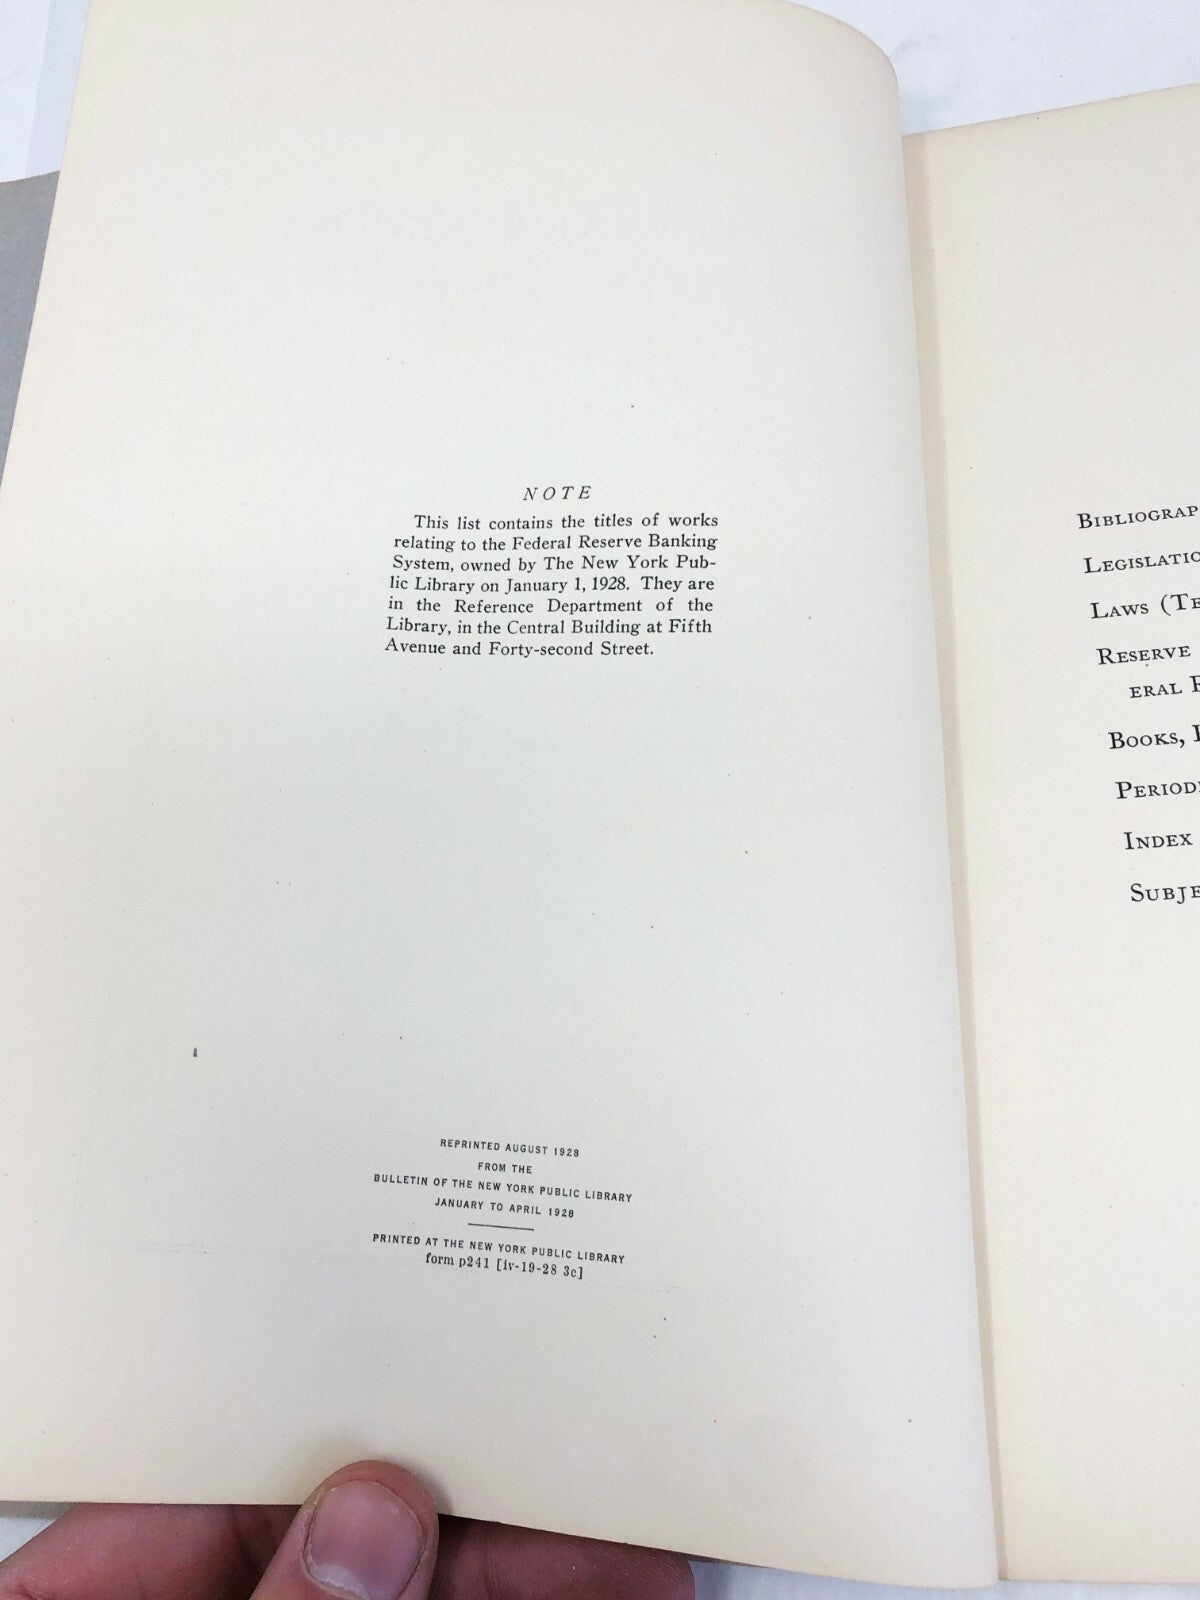 NOTE
This list contains the titles of works
relating to the Federal Reserve Banking
System, owned by The New York Pub-
lic Library on January 1, 1928. They are
in the Reference Department of the
Library, in the Central Building at Fifth
Avenue and Forty-second Street.
REPRINTED AUGUST 1928
FROM THE
BULLETIN OF THE NEW YORK PUBLIC LIBRARY
JANUARY TO APRIL 1928
PRINTED AT THE NEW YORK PUBLIC LIBRARY
form p241 [iv-19-28 3c]
BIBLIOGRAP
LEGISLATIO
LAWS (TE
RESERVE
ERAL
BOOKS,
PERIODI
INDEX
SUBJE